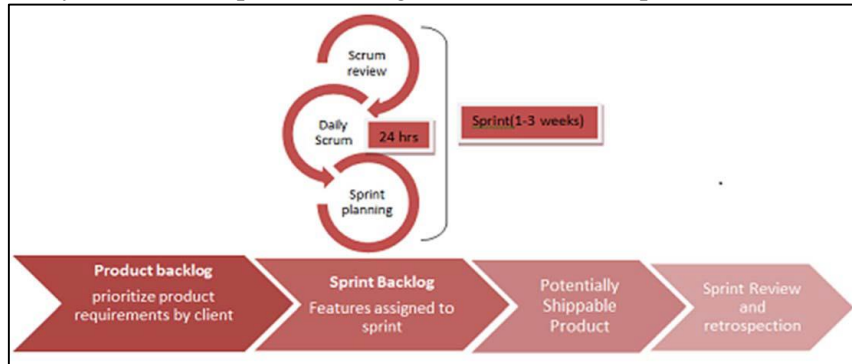 Scrum
review
Daily
Scrum
24 hrs
Sprint(1-3 weeks)
Sprint
planning
Product backlog
prioritize product
requirements by client
Sprint Backlog
Features assigned to
sprint
Potentially
Shippable
Product
Sprint Review
and
retrospection